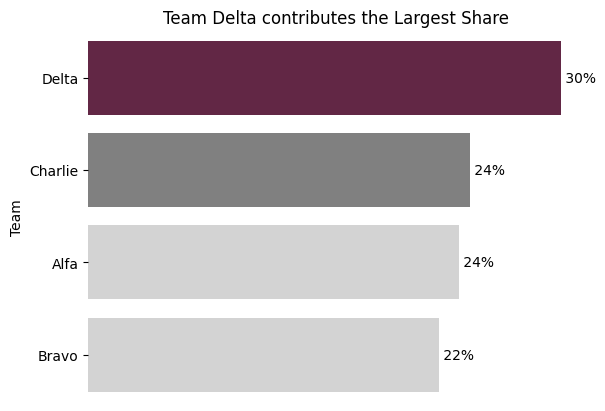 Team Delta contributes the Largest Share
Delta 30%
Charlie 24%
Team
Alfa 24%
Bravo 22%